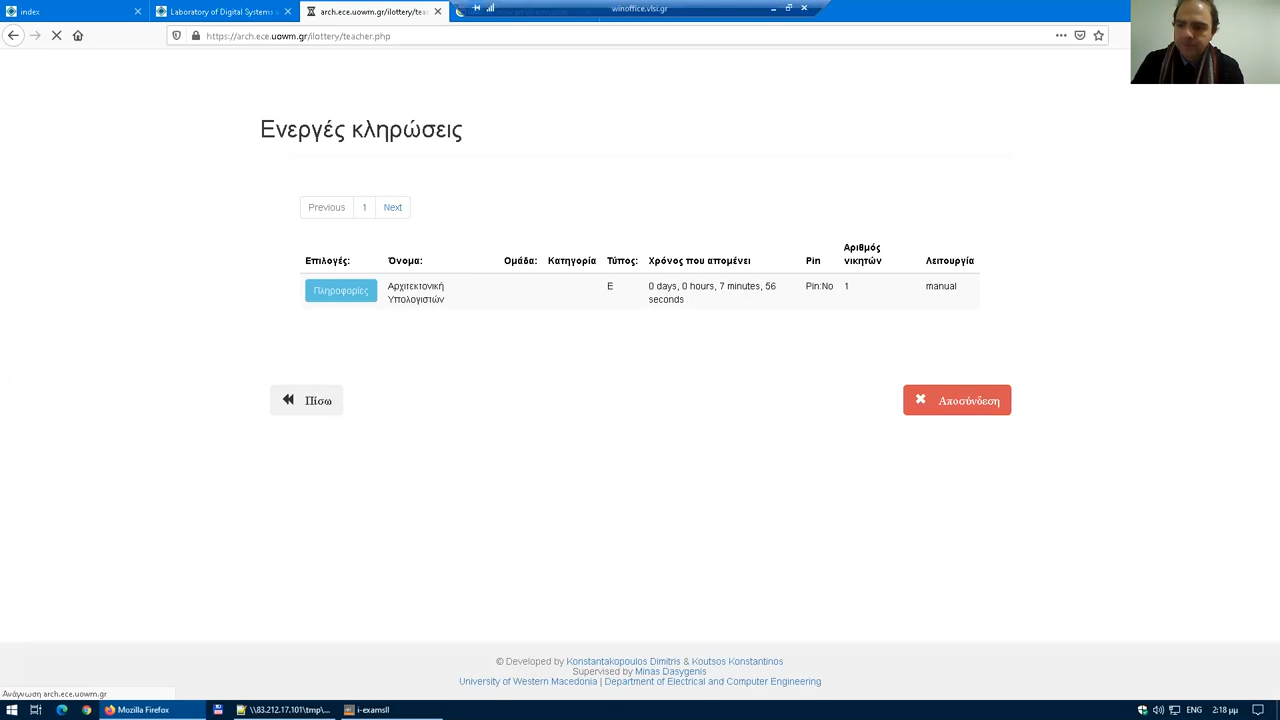 index
Laboratory of Digital Systems
arch.ece.uowm.gr/ilottery/tea
winoffice.vlsi.gr
https://arch.ece.uowm.gr/ilottery/teacher.php
Ενεργές κληρώσεις
Previous 1 Next
Επιλογές: Όνομα: Ομάδα: Κατηγορία Τύπος: Χρόνος που απομένει Pin Αριθμός νικητών Λειτουργία
Πληροφορίες Αρχιτεκτονική Υπολογιστών E 0 days, 0 hours, 7 minutes, 56 seconds Pin:No 1 manual
Πίσω
Αποσύνδεση
© Developed by Konstantakopoulos Dimitris & Koutsos Konstantinos
Supervised by Minas Dasygenis
University of Western Macedonia | Department of Electrical and Computer Engineering
Ανάγνωση arch.ece.uowm.gr
Mozilla Firefox
\\83.212.17.101\tmp\...
i-examsll
ENG
2:18 μμ